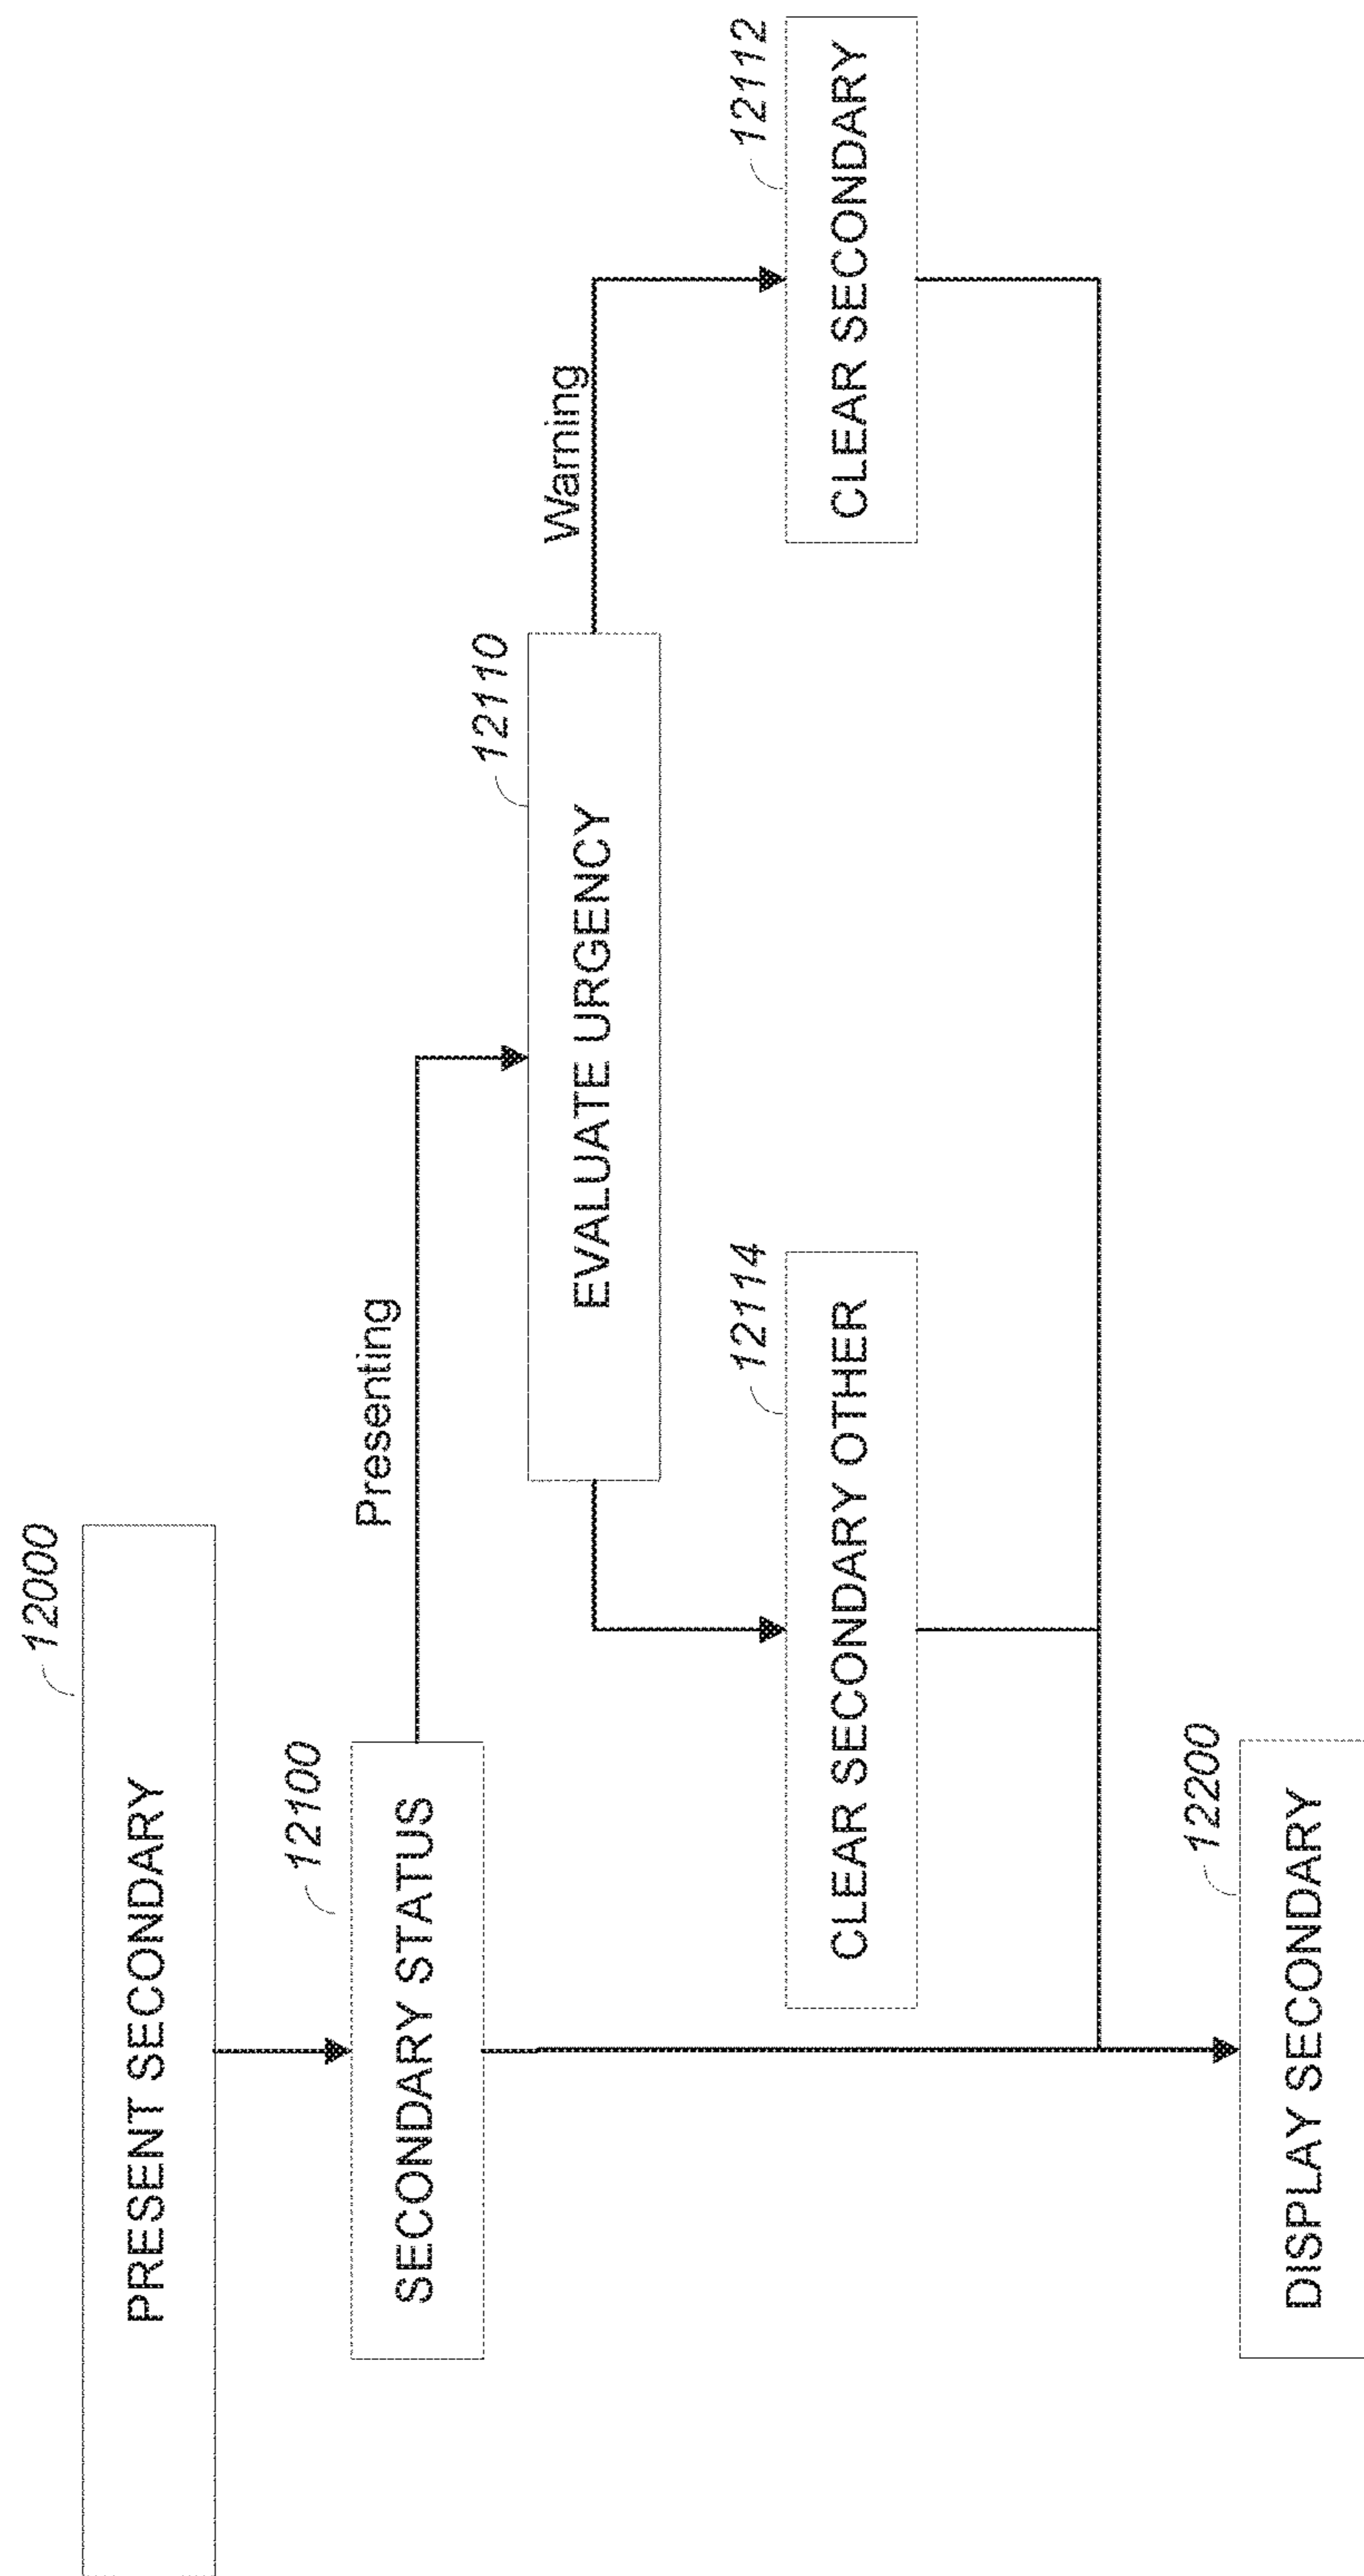 12000
PRESENT SECONDARY
12100
SECONDARY STATUS
Presenting
12110
EVALUATE URGENCY
Warning
12114
CLEAR SECONDARY OTHER
12112
CLEAR SECONDARY
12200
DISPLAY SECONDARY